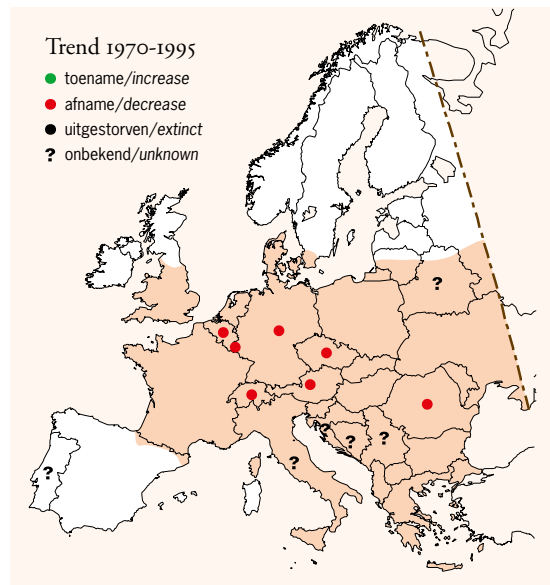 Trend 1970-1995
toename/increase
afname/decrease
uitgestorven/extinct
? onbekend/unknown
?
?
?
?
?
?